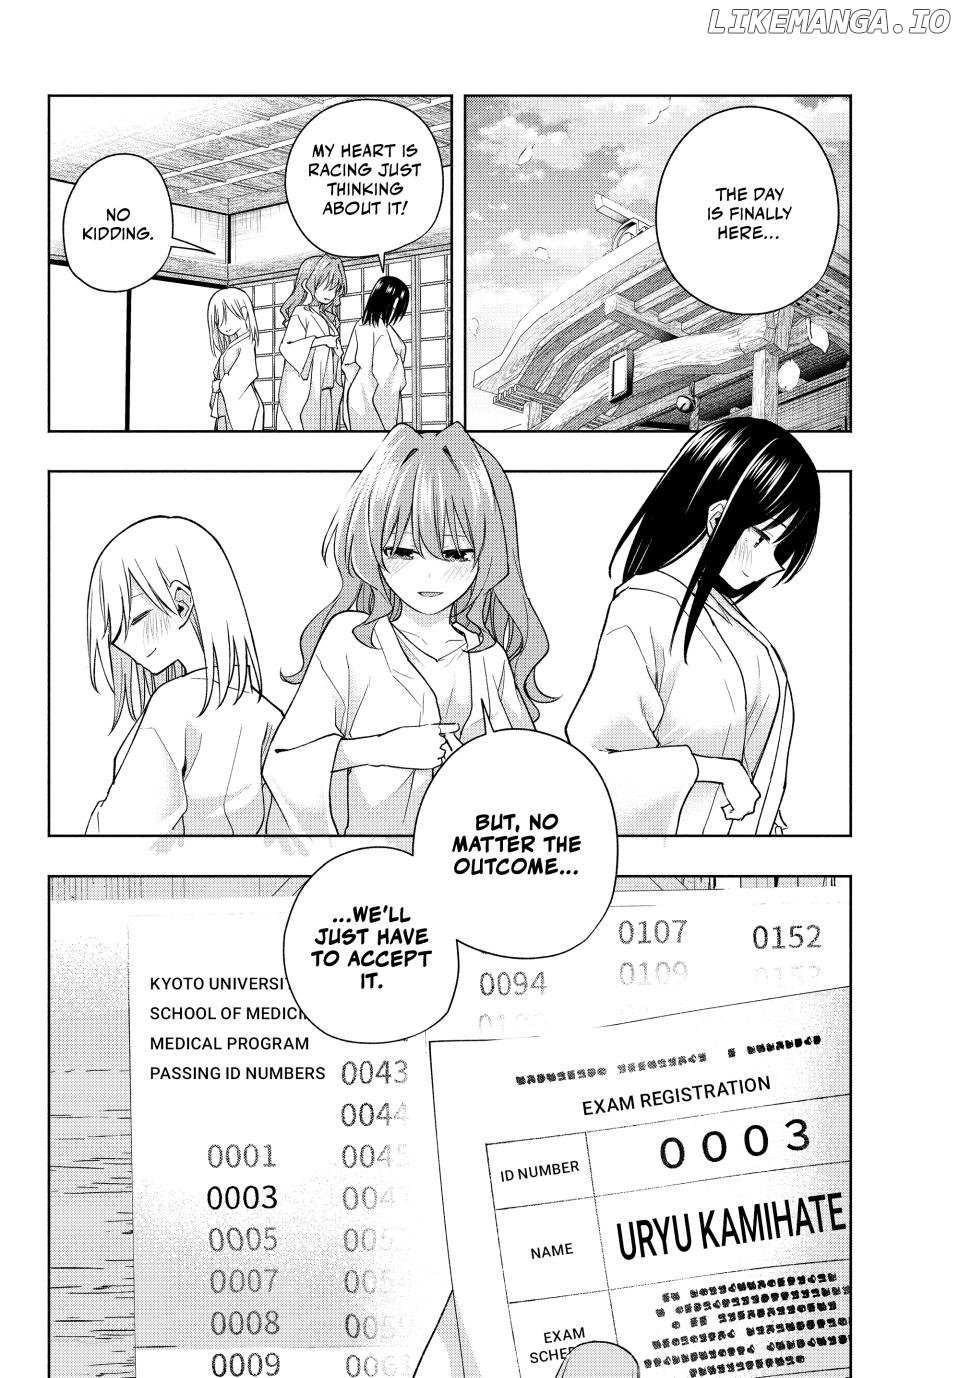 LIKEMANGA.IO
THE DAY
IS FINALLY
HERE...
MY HEART IS
RACING JUST
THINKING
ABOUT IT!
NO
KIDDING.
BUT, NO
MATTER THE
OUTCOME...
...WE'LL
JUST HAVE
TO ACCEPT
IT.
KYOTO UNIVERSIT
SCHOOL OF MEDICI
MEDICAL PROGRAM
PASSING ID NUMBERS
0001
0003
0005
0007
0008
0009
0043
0044
0045
0094
0107
0109
0152
0153
EXAM REGISTRATION
ID NUMBER
0003
NAME
URYU KAMIHATE
EXAM